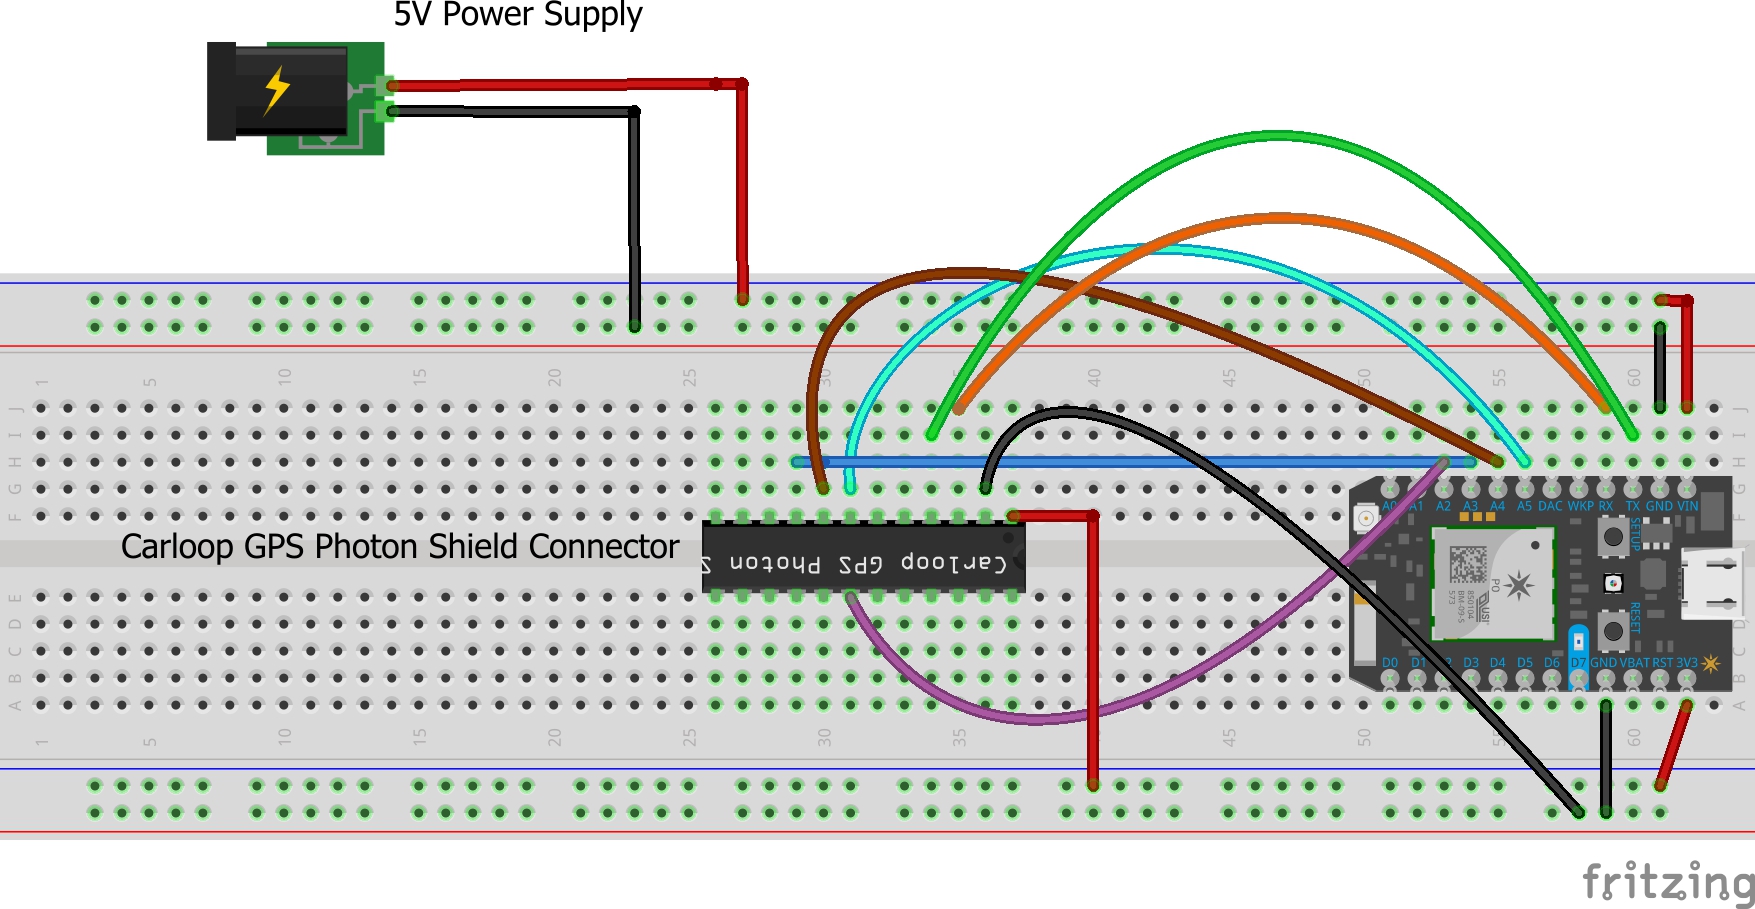 5V Power Supply
1 5 10 15 20 25 30 35 40 45 50 55 60
J J
I I
H H
G G
A0 A1 A2 A3 A4 A5 DAC WKP RX TX GND VIN
F F
SETUP
Carloop GPS Photon Shield Connector
Carloop GPS Photon S
P0
USI
RESET
E
D D
C C
D0 D1 D2 D3 D4 D5 D6 D7 GND VBAT RST 3V3
B B
A A
1 5 10 15 20 25 30 35 45 50 55 60
fritzing